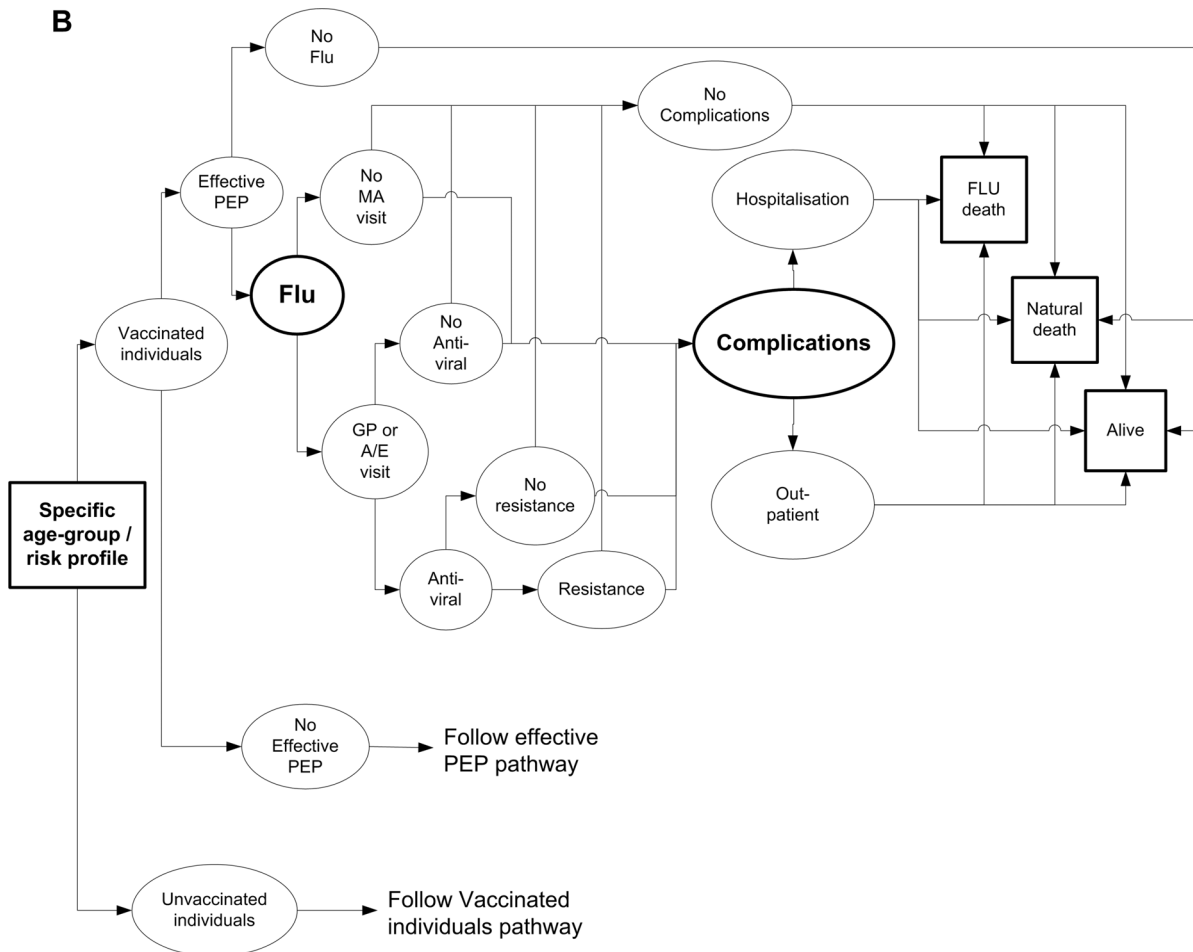 B
No
Flu
No
Complications
Effective
PEP
No
MA
visit
Hospitalisation
FLU
death
Flu
Vaccinated
individuals
No
Anti-
viral
Complications
Natural
death
GP or
A/E
visit
Alive
No
resistance
Out-
patient
Specific
age-group /
risk profile
Anti-
viral
Resistance
No
Effective
PEP
Follow effective
PEP pathway
Unvaccinated
individuals
Follow Vaccinated
individuals pathway